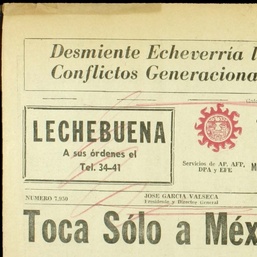 Desmiente Echeverría
Conflictos Generaciona
LECHEBUENA
A sus órdenes el
Tel. 34-41
Servicios de AP, AFP,
DPA y EFE
NUMERO 7,950
JOSE GARCIA VALSECA
Presidente y Director General
Toca Sólo a Méx